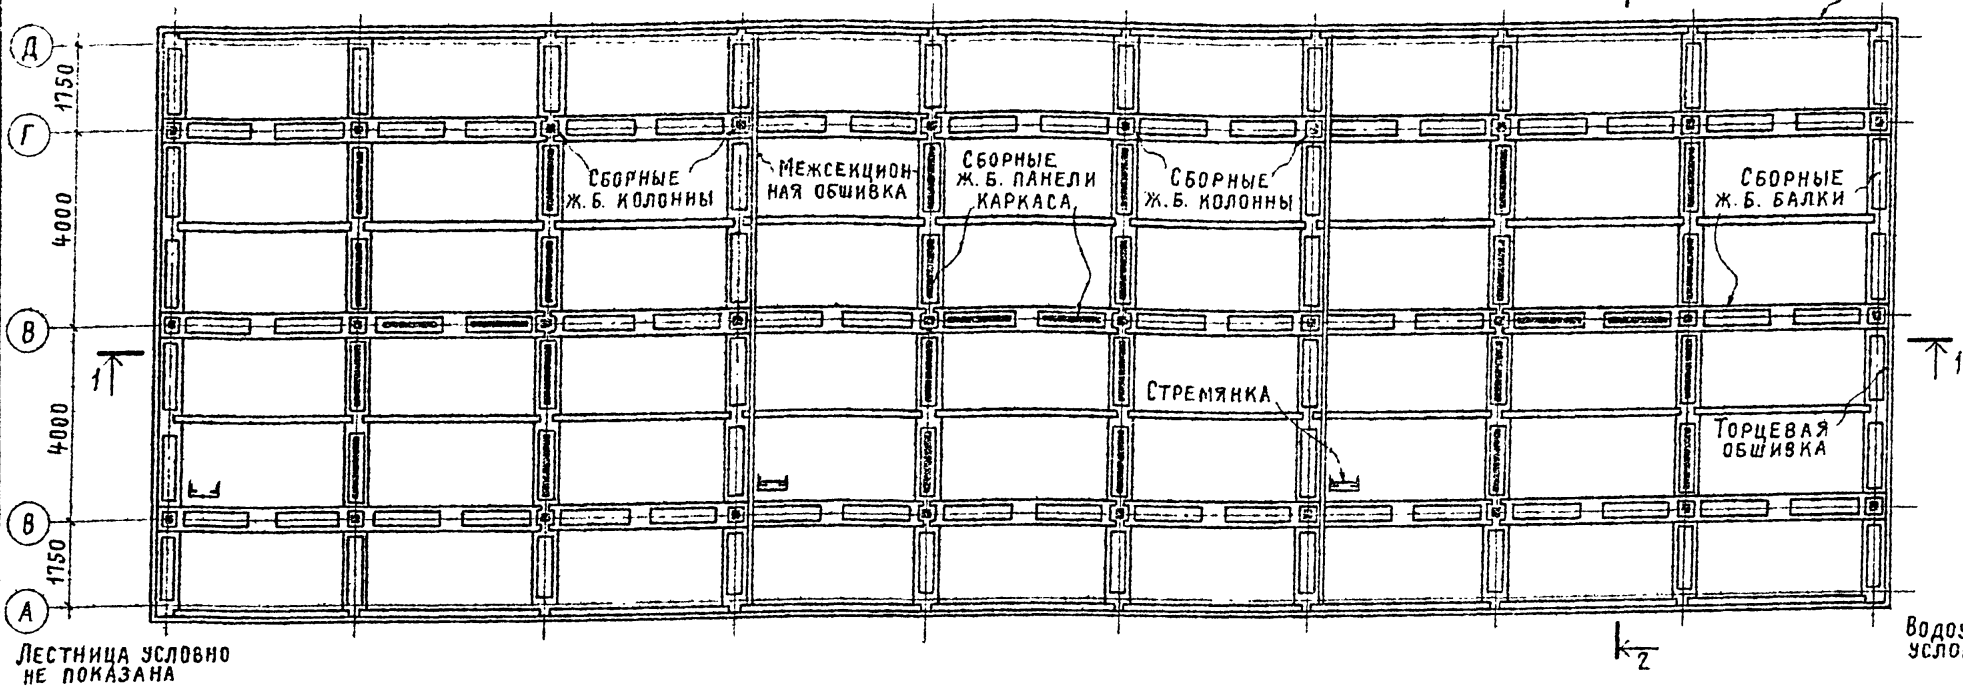 Д
1750
Г
4000
В
4000
В
1750
А
СБОРНЫЕ
Ж.Б. КОЛОННЫ
МЕЖСЕКЦИОН-
НАЯ ОБШИВКА
СБОРНЫЕ
Ж.Б. ПАНЕЛИ
КАРКАСА
СБОРНЫЕ
Ж.Б. КОЛОННЫ
СБОРНЫЕ
Ж.Б. БАЛКИ
1
1
СТРЕМЯНКА
ТОРЦЕВАЯ
ОБШИВКА
2
ЛЕСТНИЦА УСЛОВНО
НЕ ПОКАЗАНА